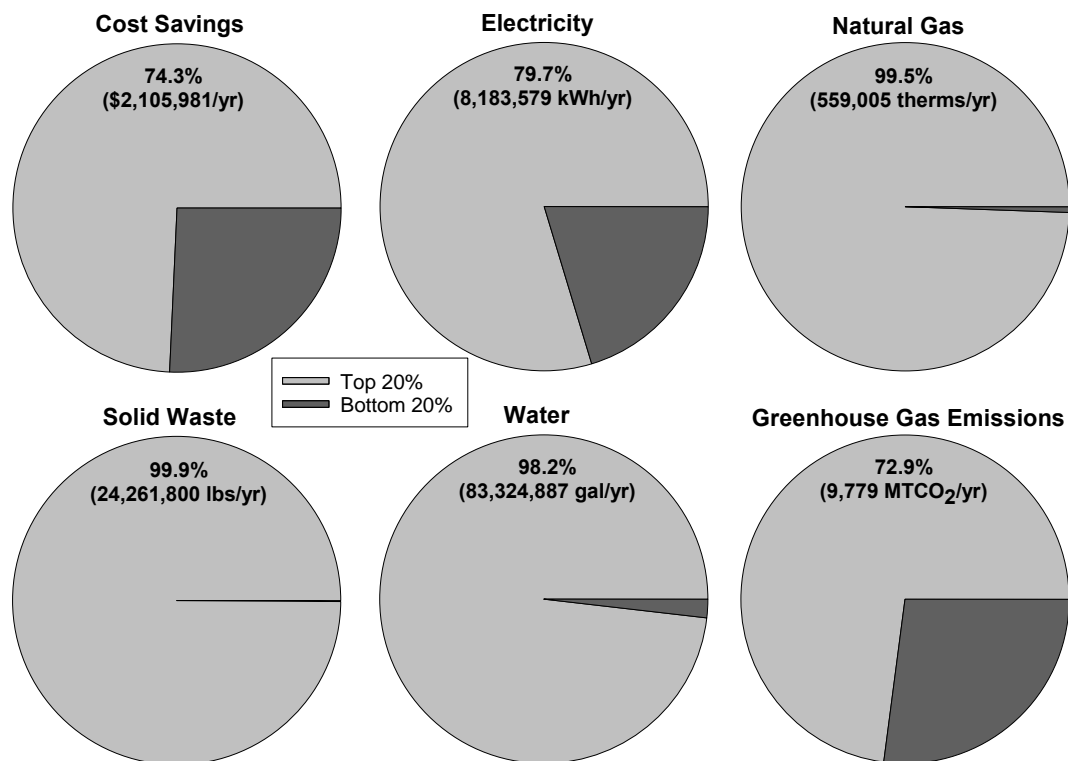 Cost Savings
74.3%
($2,105,981/yr)
Electricity
79.7%
(8,183,579 kWh/yr)
Natural Gas
99.5%
(559,005 therms/yr)
Top 20%
Bottom 20%
Solid Waste
99.9%
(24,261,800 lbs/yr)
Water
98.2%
(83,324,887 gal/yr)
Greenhouse Gas Emissions
72.9%
(9,779 MTCO₂/yr)